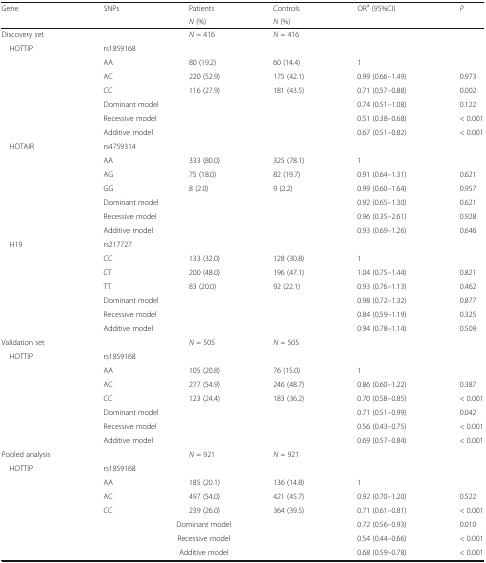 Gene SNPs Patients Controls ORa (95%CI) P
N (%) N (%)
Discovery set N = 416 N = 416
HOTTIP rs1859168
AA 80 (19.2) 60 (14.4) 1
AC 220 (52.9) 175 (42.1) 0.99 (0.66–1.49) 0.973
CC 116 (27.9) 181 (43.5) 0.71 (0.57–0.88) 0.002
Dominant model 0.74 (0.51–1.08) 0.122
Recessive model 0.51 (0.38–0.68) < 0.001
Additive model 0.67 (0.51–0.82) < 0.001
HOTAIR rs4759314
AA 333 (80.0) 325 (78.1) 1
AG 75 (18.0) 82 (19.7) 0.91 (0.64–1.31) 0.621
GG 8 (2.0) 9 (2.2) 0.99 (0.60–1.64) 0.957
Dominant model 0.92 (0.65–1.30) 0.621
Recessive model 0.96 (0.35–2.61) 0.928
Additive model 0.93 (0.69–1.26) 0.646
H19 rs217727
CC 133 (32.0) 128 (30.8) 1
CT 200 (48.0) 196 (47.1) 1.04 (0.75–1.44) 0.821
TT 83 (20.0) 92 (22.1) 0.93 (0.76–1.13) 0.462
Dominant model 0.98 (0.72–1.32) 0.877
Recessive model 0.84 (0.59–1.19) 0.325
Additive model 0.94 (0.78–1.14) 0.509
Validation set N = 505 N = 505
HOTTIP rs1859168
AA 105 (20.8) 76 (15.0) 1
AC 277 (54.9) 246 (48.7) 0.86 (0.60–1.22) 0.387
CC 123 (24.4) 183 (36.2) 0.70 (0.58–0.85) < 0.001
Dominant model 0.71 (0.51–0.99) 0.042
Recessive model 0.56 (0.43–0.75) < 0.001
Additive model 0.69 (0.57–0.84) < 0.001
Pooled analysis N = 921 N = 921
HOTTIP rs1859168
AA 185 (20.1) 136 (14.8) 1
AC 497 (54.0) 421 (45.7) 0.92 (0.70–1.20) 0.522
CC 239 (26.0) 364 (39.5) 0.71 (0.61–0.81) < 0.001
Dominant model 0.72 (0.56–0.93) 0.010
Recessive model 0.54 (0.44–0.66) < 0.001
Additive model 0.68 (0.59–0.78) < 0.001